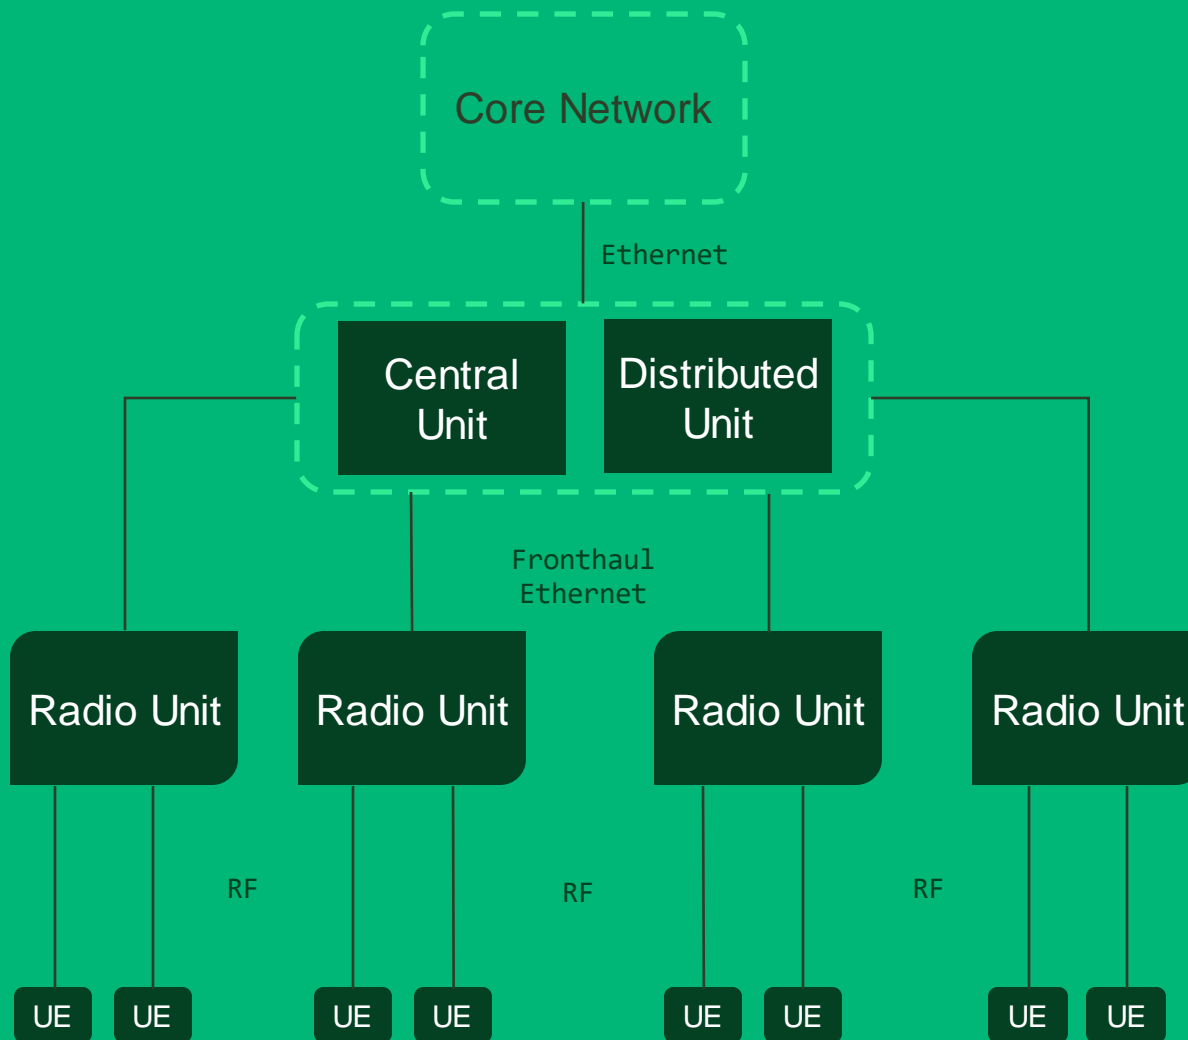 Core Network
Ethernet
Central
Unit
Distributed
Unit
Fronthaul
Ethernet
Radio Unit
Radio Unit
Radio Unit
Radio Unit
RF
RF
RF
UE
UE
UE
UE
UE
UE
UE
UE